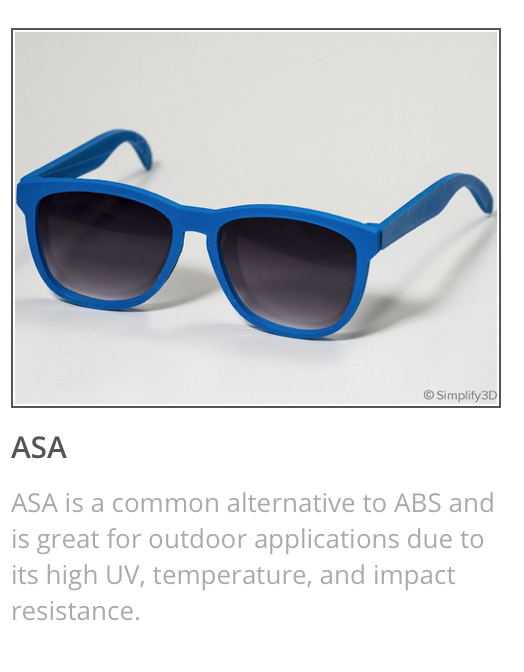 © Simplify3D
ASA
ASA is a common alternative to ABS and
is great for outdoor applications due to
its high UV, temperature, and impact
resistance.